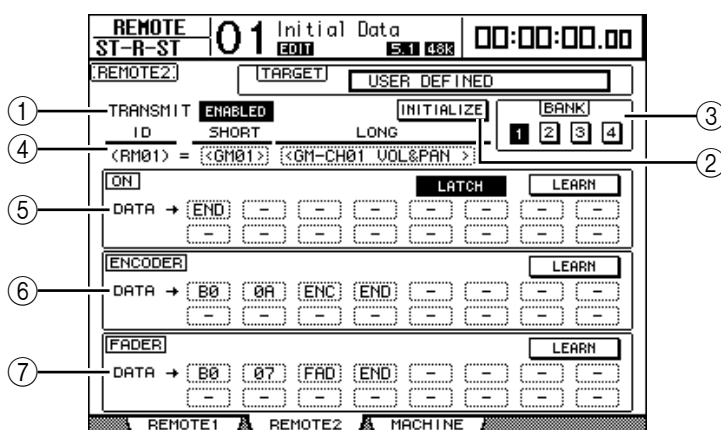 REMOTE
ST-R-ST
01 Initial Data
EDIT 5.1 48k
00:00:00.00
REMOTE2
TARGET USER DEFINED
① TRANSMIT ENABLED INITIALIZE BANK ③
1 2 3 4
②
④ ID SHORT LONG
(RM01) = <GM01> <GM-CH01 VOL&PAN >
ON LATCH LEARN
⑤ DATA → END - - - - - - -
- - - - - - - -
ENCODER LEARN
⑥ DATA → B0 0A ENC END - - - -
- - - - - - - -
FADER LEARN
⑦ DATA → B0 07 FAD END - - - -
- - - - - - - -
REMOTE1 REMOTE2 MACHINE